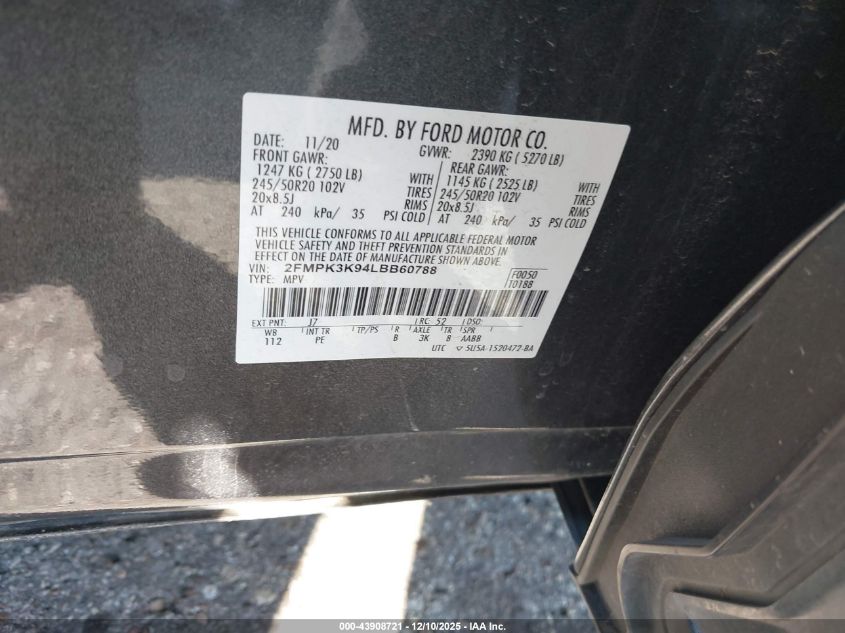 MFD. BY FORD MOTOR CO.
DATE: 11/20 GVWR: 2390 KG ( 5270 LB)
FRONT GAWR: REAR GAWR:
1247 KG ( 2750 LB) WITH 1145 KG ( 2525 LB) WITH
245/50R20 102V TIRES 245/50R20 102V TIRES
20x8.5J RIMS 20x8.5J RIMS
AT 240 kPa/ 35 PSI COLD AT 240 kPa/ 35 PSI COLD
THIS VEHICLE CONFORMS TO ALL APPLICABLE FEDERAL MOTOR
VEHICLE SAFETY AND THEFT PREVENTION STANDARDS IN
EFFECT ON THE DATE OF MANUFACTURE SHOWN ABOVE.
VIN: 2FMPK3K94LBB60788 F0050
TYPE: MPV T0188
EXT PNT: J7 RC: 52 DSO:
WB INT TR TP/PS R AXLE TR SPR
112 PE B 3K 8 AABB
UTC 5U5A-1520472-BA
000-43908721 - 12/10/2025 - IAA Inc.